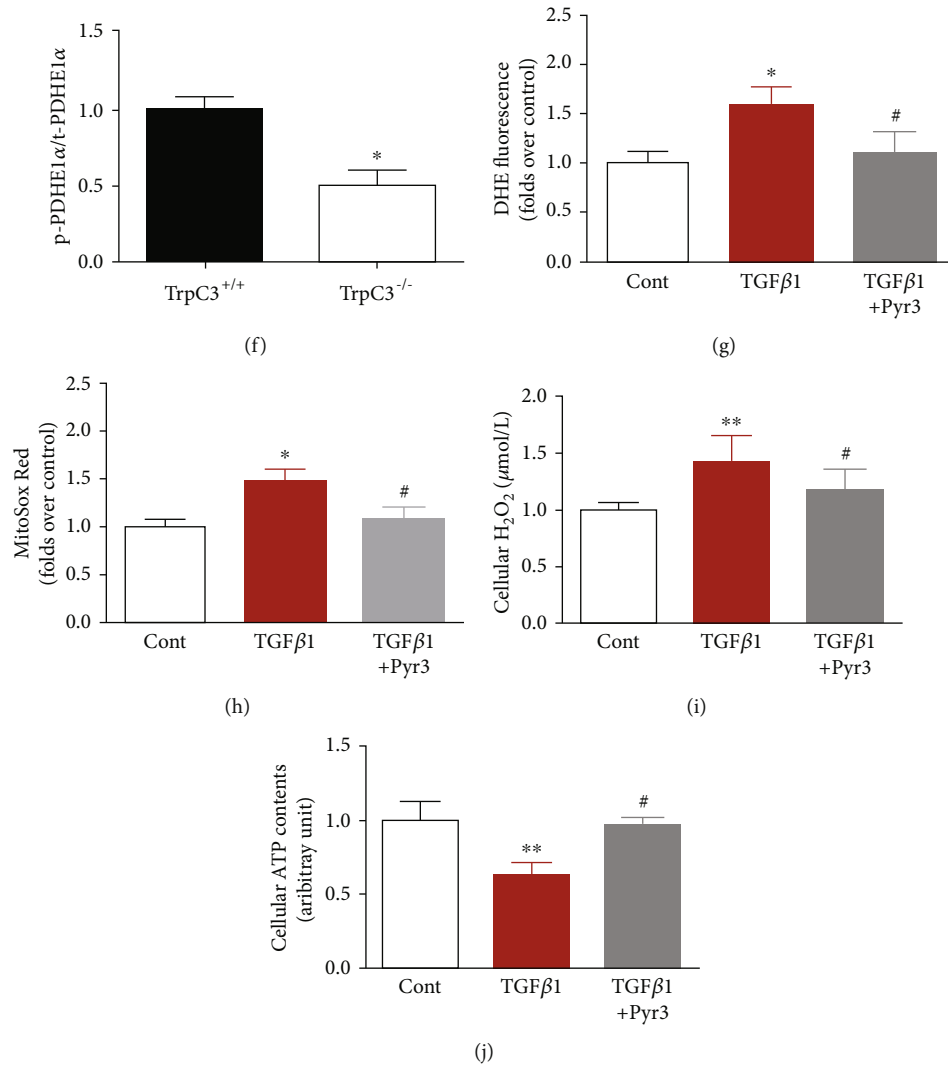 p-PDHE1α/t-PDHE1α
1.5
1.0
0.5
0.0
*
TrpC3+/+
TrpC3-/-
(f)
DHE fluorescence
(folds over control)
2.5
2.0
1.5
1.0
0.5
0.0
*
#
Cont
TGFβ1
TGFβ1
+Pyr3
(g)
MitoSox Red
(folds over control)
2.5
2.0
1.5
1.0
0.5
0.0
*
#
Cont
TGFβ1
TGFβ1
+Pyr3
(h)
Cellular H2O2 (μmol/L)
2.0
1.5
1.0
0.5
0.0
**
#
Cont
TGFβ1
TGFβ1
+Pyr3
(i)
Cellular ATP contents
(aribitray unit)
1.5
1.0
0.5
0.0
**
#
Cont
TGFβ1
TGFβ1
+Pyr3
(j)